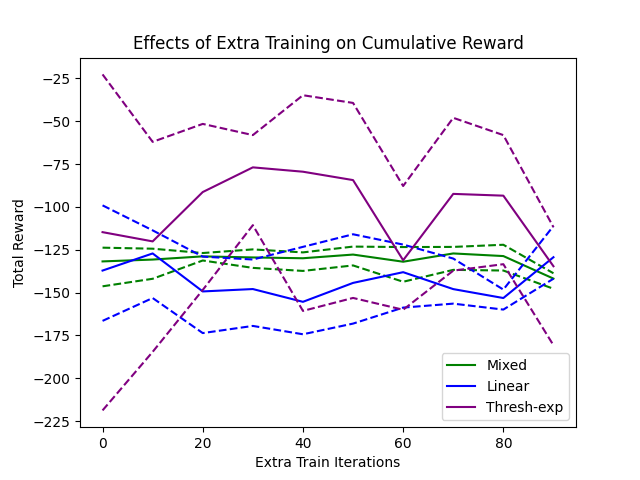 Effects of Extra Training on Cumulative Reward
Total Reward
−25
−50
−75
−100
−125
−150
−175
−200
−225
0 20 40 60 80
Extra Train Iterations
Mixed
Linear
Thresh-exp